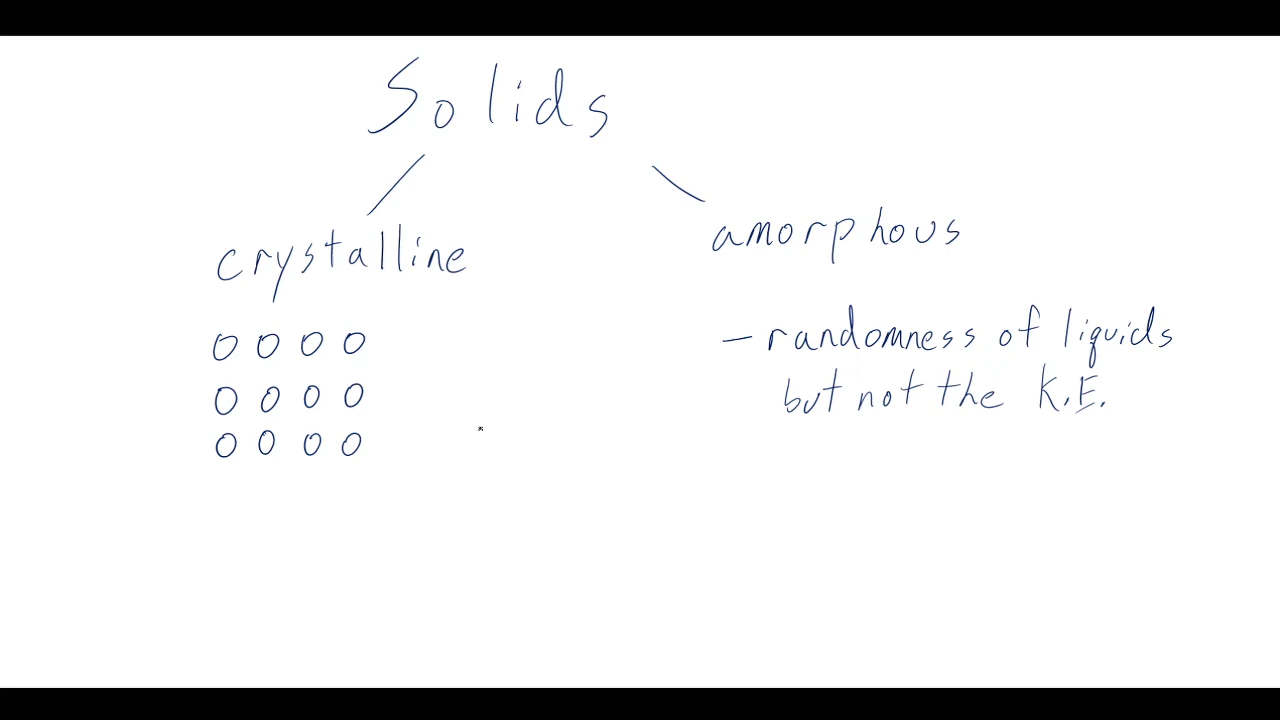 Solids
crystalline
amorphous
- randomness of liquids
but not the K.E.